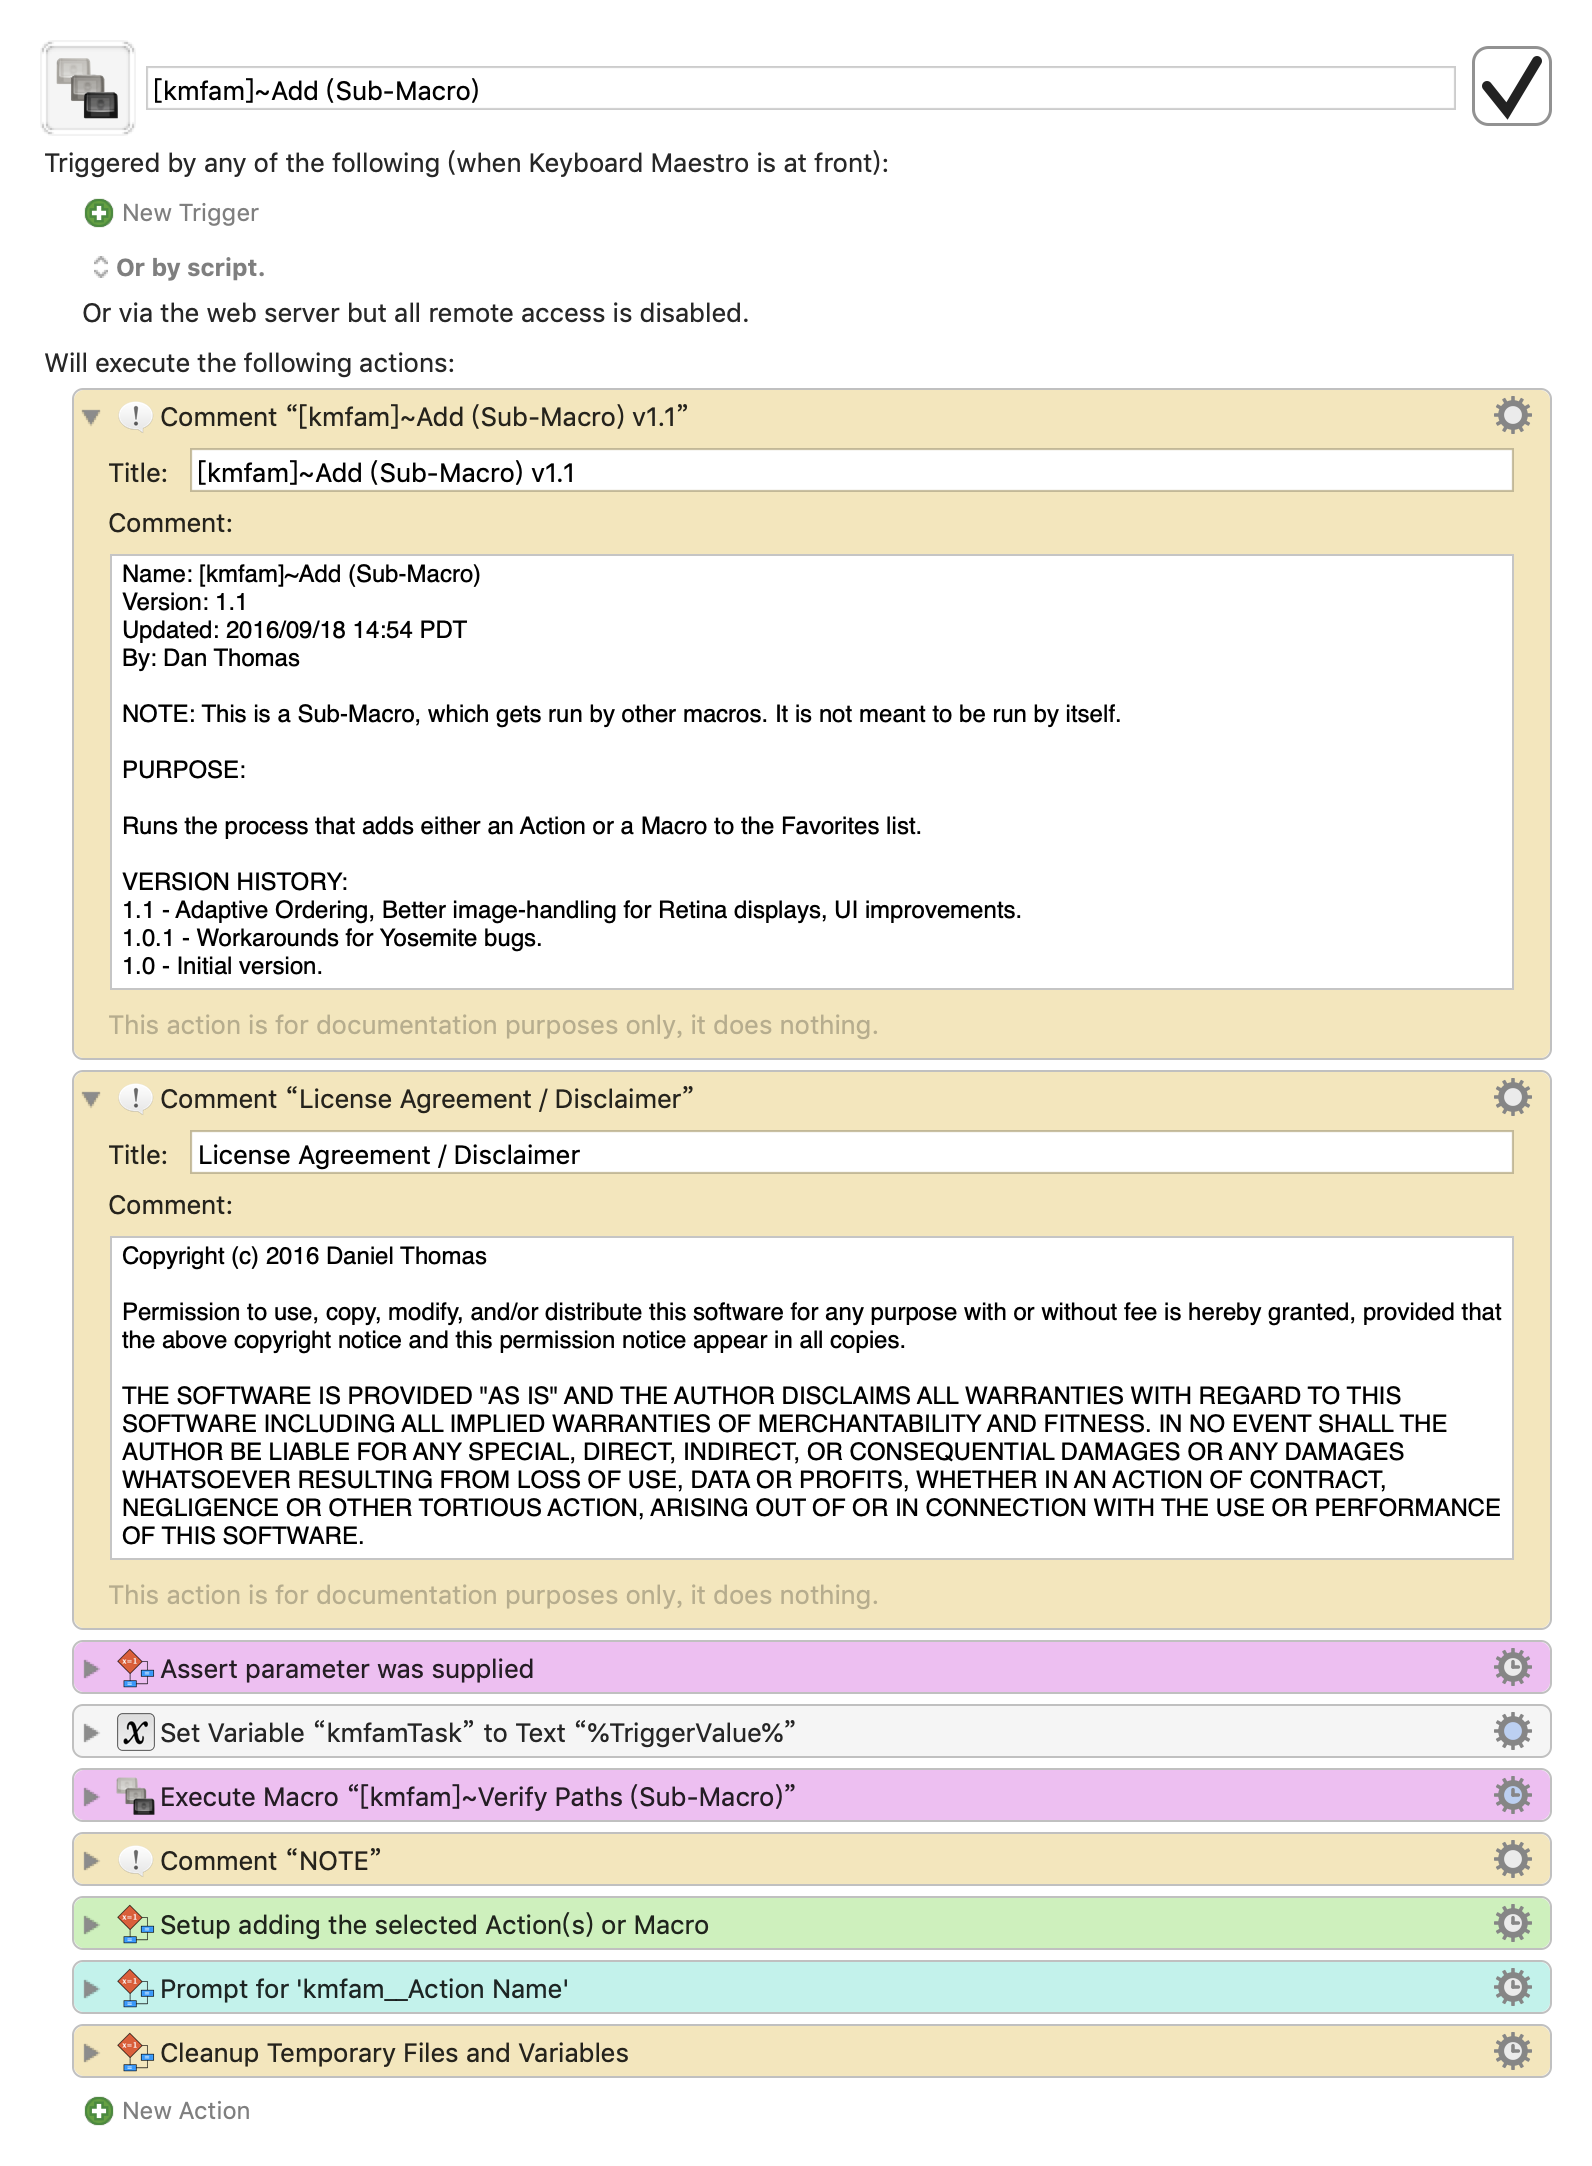 [kmfam]~Add (Sub-Macro)
Triggered by any of the following (when Keyboard Maestro is at front):
New Trigger
Or by script.
Or via the web server but all remote access is disabled.
Will execute the following actions:
Comment “[kmfam]~Add (Sub-Macro) v1.1”
Title: [kmfam]~Add (Sub-Macro) v1.1
Comment:
Name: [kmfam]~Add (Sub-Macro)
Version: 1.1
Updated: 2016/09/18 14:54 PDT
By: Dan Thomas
NOTE: This is a Sub-Macro, which gets run by other macros. It is not meant to be run by itself.
PURPOSE:
Runs the process that adds either an Action or a Macro to the Favorites list.
VERSION HISTORY:
1.1 - Adaptive Ordering, Better image-handling for Retina displays, UI improvements.
1.0.1 - Workarounds for Yosemite bugs.
1.0 - Initial version.
This action is for documentation purposes only, it does nothing.
Comment “License Agreement / Disclaimer”
Title: License Agreement / Disclaimer
Comment:
Copyright (c) 2016 Daniel Thomas
Permission to use, copy, modify, and/or distribute this software for any purpose with or without fee is hereby granted, provided that
the above copyright notice and this permission notice appear in all copies.
THE SOFTWARE IS PROVIDED "AS IS" AND THE AUTHOR DISCLAIMS ALL WARRANTIES WITH REGARD TO THIS
SOFTWARE INCLUDING ALL IMPLIED WARRANTIES OF MERCHANTABILITY AND FITNESS. IN NO EVENT SHALL THE
AUTHOR BE LIABLE FOR ANY SPECIAL, DIRECT, INDIRECT, OR CONSEQUENTIAL DAMAGES OR ANY DAMAGES
WHATSOEVER RESULTING FROM LOSS OF USE, DATA OR PROFITS, WHETHER IN AN ACTION OF CONTRACT,
NEGLIGENCE OR OTHER TORTIOUS ACTION, ARISING OUT OF OR IN CONNECTION WITH THE USE OR PERFORMANCE
OF THIS SOFTWARE.
This action is for documentation purposes only, it does nothing.
Assert parameter was supplied
Set Variable “kmfamTask” to Text “%TriggerValue%”
Execute Macro “[kmfam]~Verify Paths (Sub-Macro)”
Comment “NOTE”
Setup adding the selected Action(s) or Macro
Prompt for 'kmfam__Action Name'
Cleanup Temporary Files and Variables
New Action